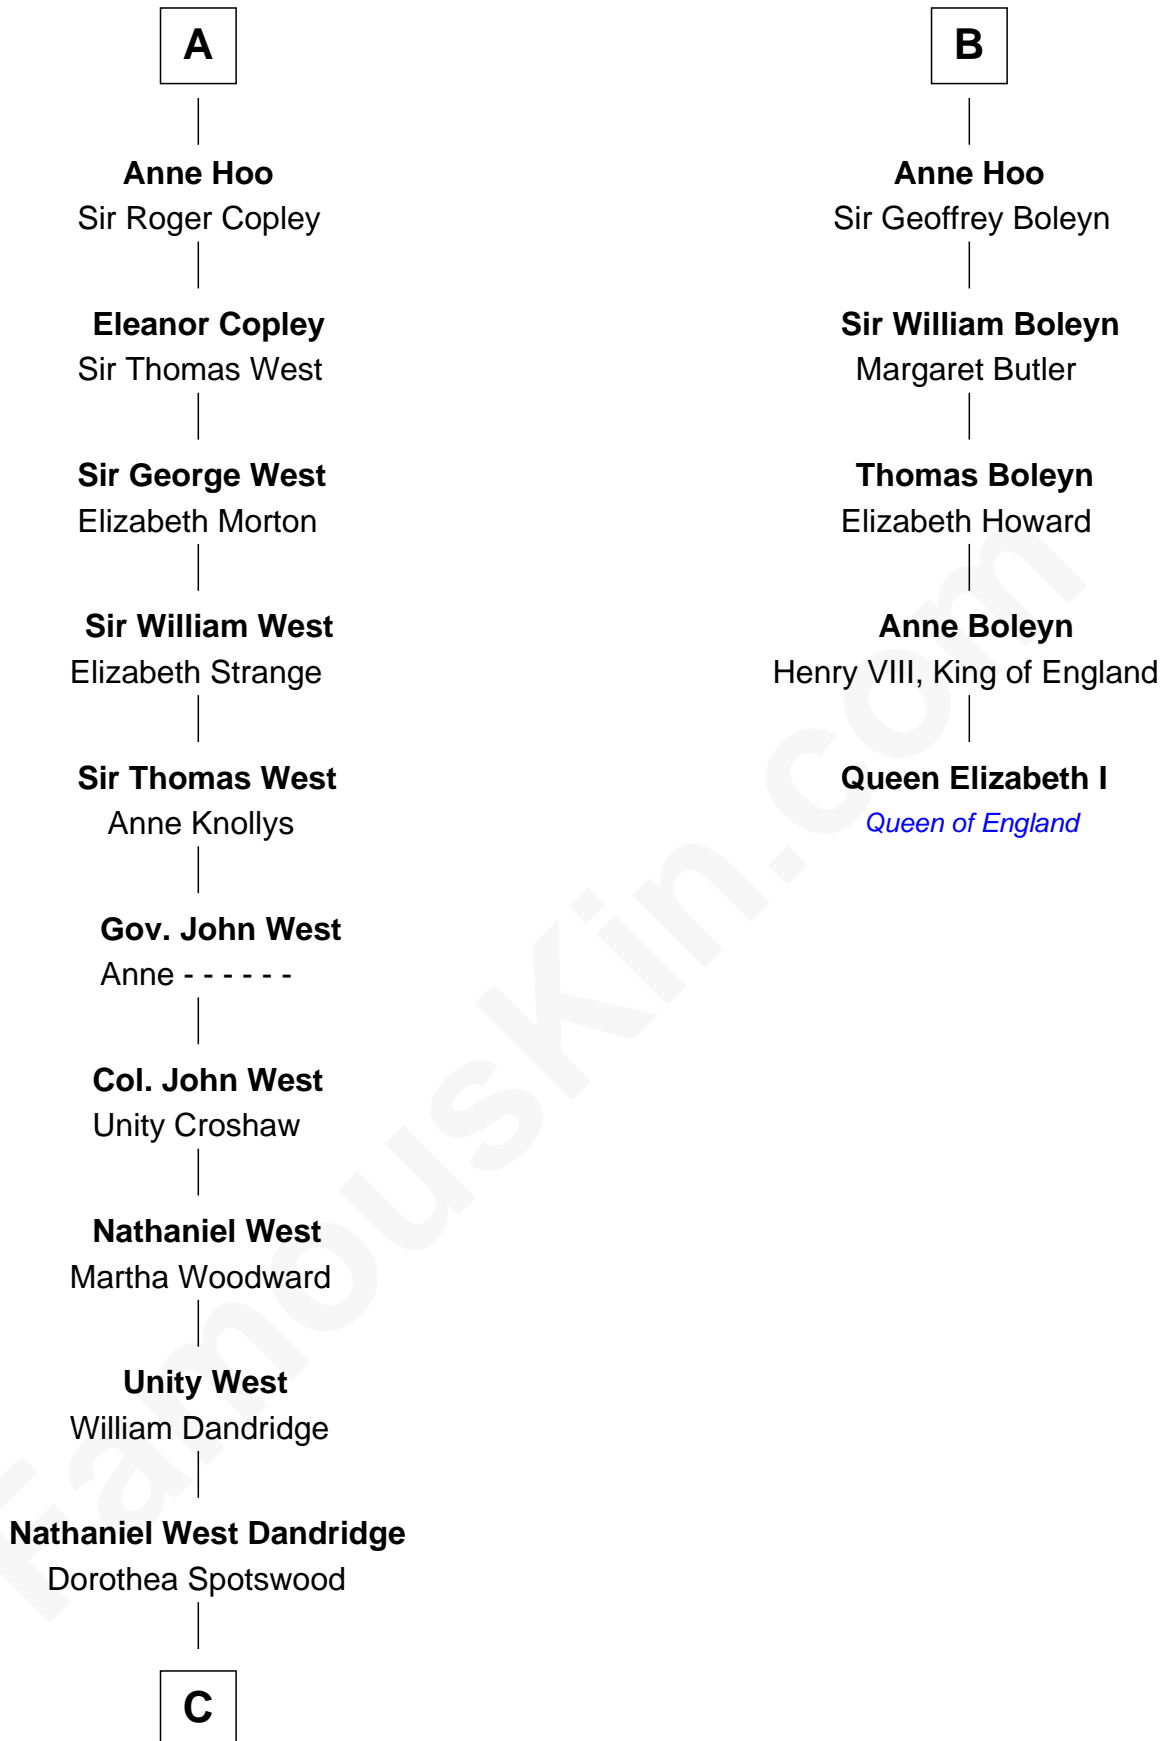 A
Anne Hoo
Sir Roger Copley
Eleanor Copley
Sir Thomas West
Sir George West
Elizabeth Morton
Sir William West
Elizabeth Strange
Sir Thomas West
Anne Knollys
Gov. John West
Anne - - - - - -
Col. John West
Unity Croshaw
Nathaniel West
Martha Woodward
Unity West
William Dandridge
Nathaniel West Dandridge
Dorothea Spotswood
C
B
Anne Hoo
Sir Geoffrey Boleyn
Sir William Boleyn
Margaret Butler
Thomas Boleyn
Elizabeth Howard
Anne Boleyn
Henry VIII, King of England
Queen Elizabeth I
Queen of England
FamousKin.com